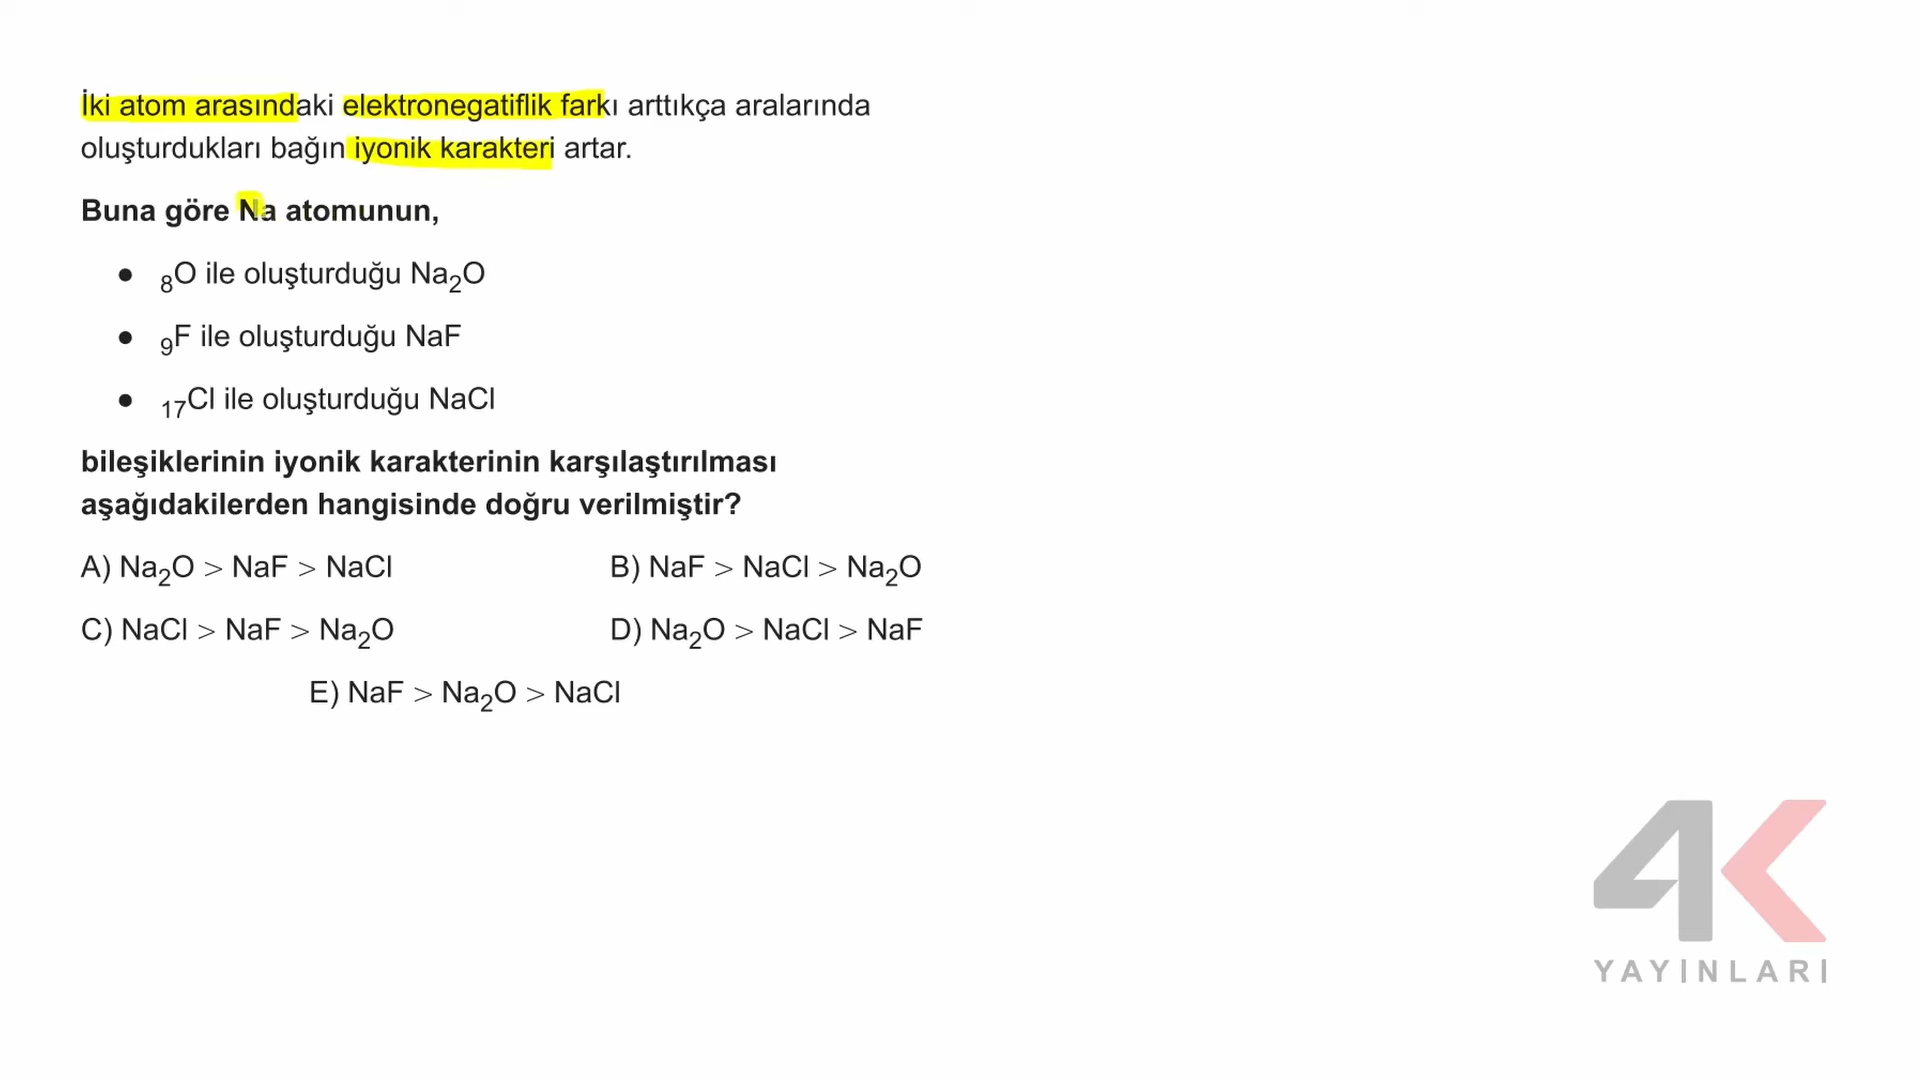 İki atom arasındaki elektronegatiflik farkı arttıkça aralarında
oluşturdukları bağın iyonik karakteri artar.
Buna göre Na atomunun,
● ₈O ile oluşturduğu Na₂O
● ₉F ile oluşturduğu NaF
● ₁₇Cl ile oluşturduğu NaCl
bileşiklerinin iyonik karakterinin karşılaştırılması
aşağıdakilerden hangisinde doğru verilmiştir?
A) Na₂O > NaF > NaCl B) NaF > NaCl > Na₂O
C) NaCl > NaF > Na₂O D) Na₂O > NaCl > NaF
E) NaF > Na₂O > NaCl
4K
YAYINLARI